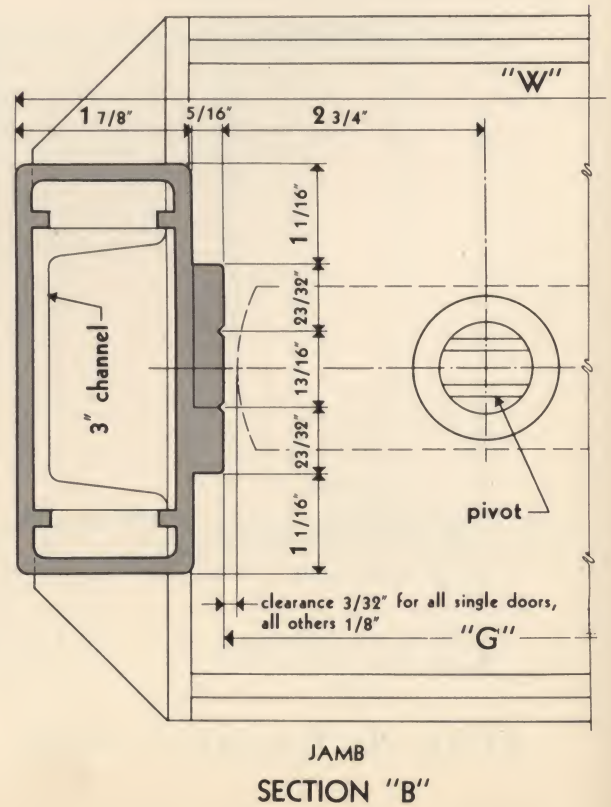 "W"
1 7/8" 5/16" 2 3/4"
1 1/16"
23/32"
13/16"
23/32"
1 1/16"
3" channel
pivot
clearance 3/32" for all single doors,
all others 1/8"
"G"
JAMB
SECTION "B"